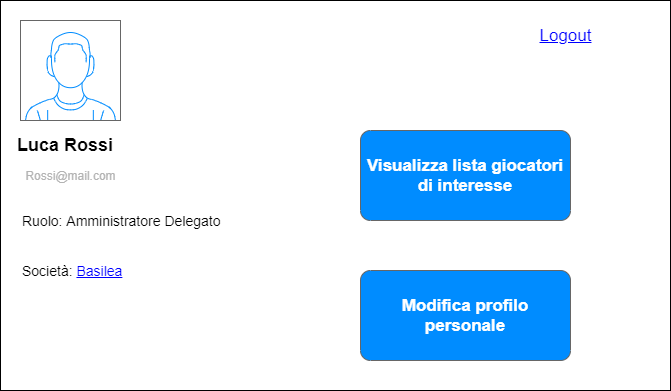 Logout
Luca Rossi
Rossi@mail.com
Ruolo: Amministratore Delegato
Società: Basilea
Visualizza lista giocatori
di interesse
Modifica profilo
personale